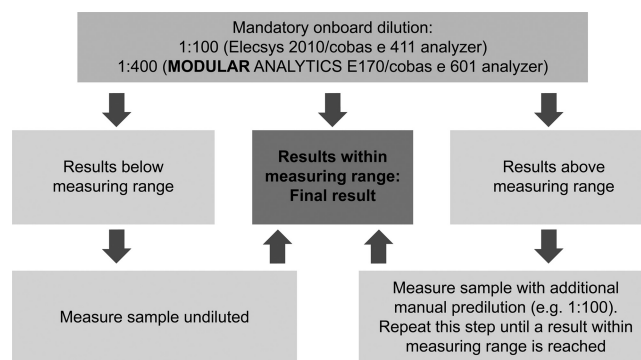 Mandatory onboard dilution:
1:100 (Elecsys 2010/cobas e 411 analyzer)
1:400 (MODULAR ANALYTICS E170/cobas e 601 analyzer)
Results below
measuring range
Results within
measuring range:
Final result
Results above
measuring range
Measure sample undiluted
Measure sample with additional
manual predilution (e.g. 1:100).
Repeat this step until a result within
measuring range is reached